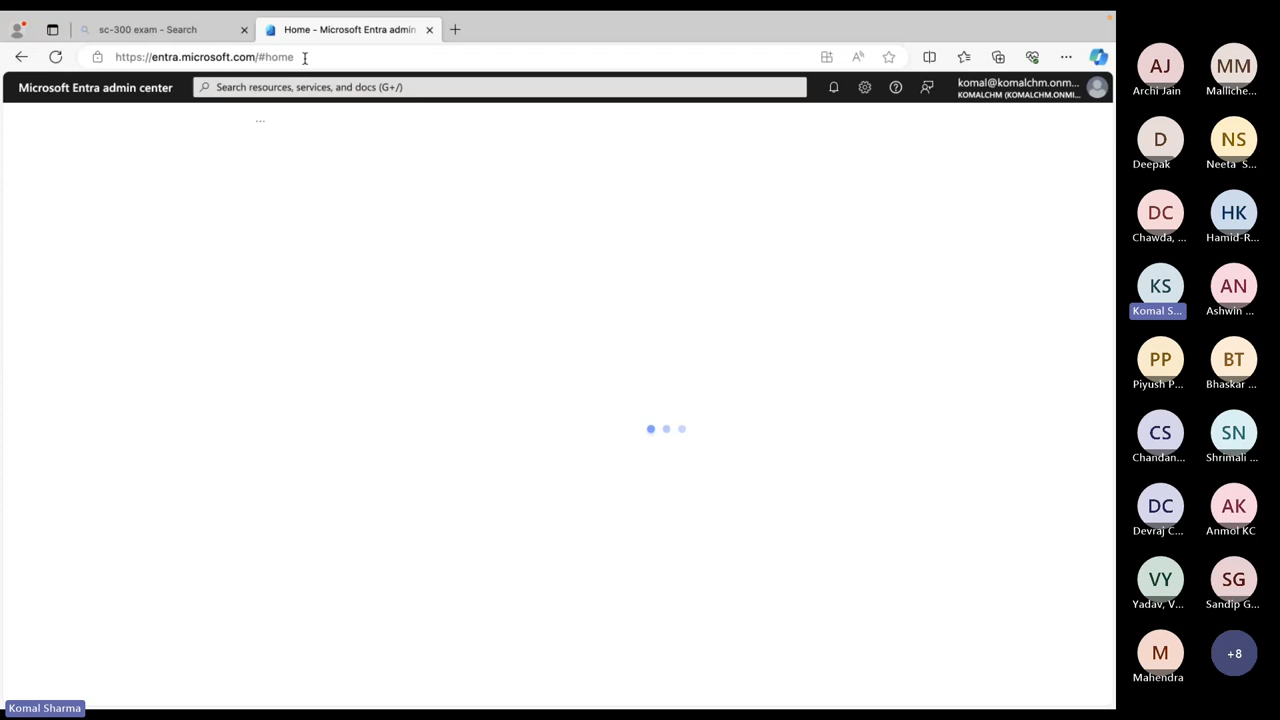 sc-300 exam - Search
Home - Microsoft Entra admin
https://entra.microsoft.com/#home
Microsoft Entra admin center
Search resources, services, and docs (G+/)
komal@komalchm.onm...
KOMALCHM (KOMALCHM.ONMI...
...
AJ
Archi Jain
MM
Malliche...
D
Deepak
NS
Neeta S...
DC
Chawda, ...
HK
Hamid-R...
KS
Komal S...
AN
Ashwin ...
PP
Piyush P...
BT
Bhaskar ...
CS
Chandan...
SN
Shrimali ...
DC
Devraj C...
AK
Anmol KC
VY
Yadav, V...
SG
Sandip G...
M
Mahendra
+8
Komal Sharma